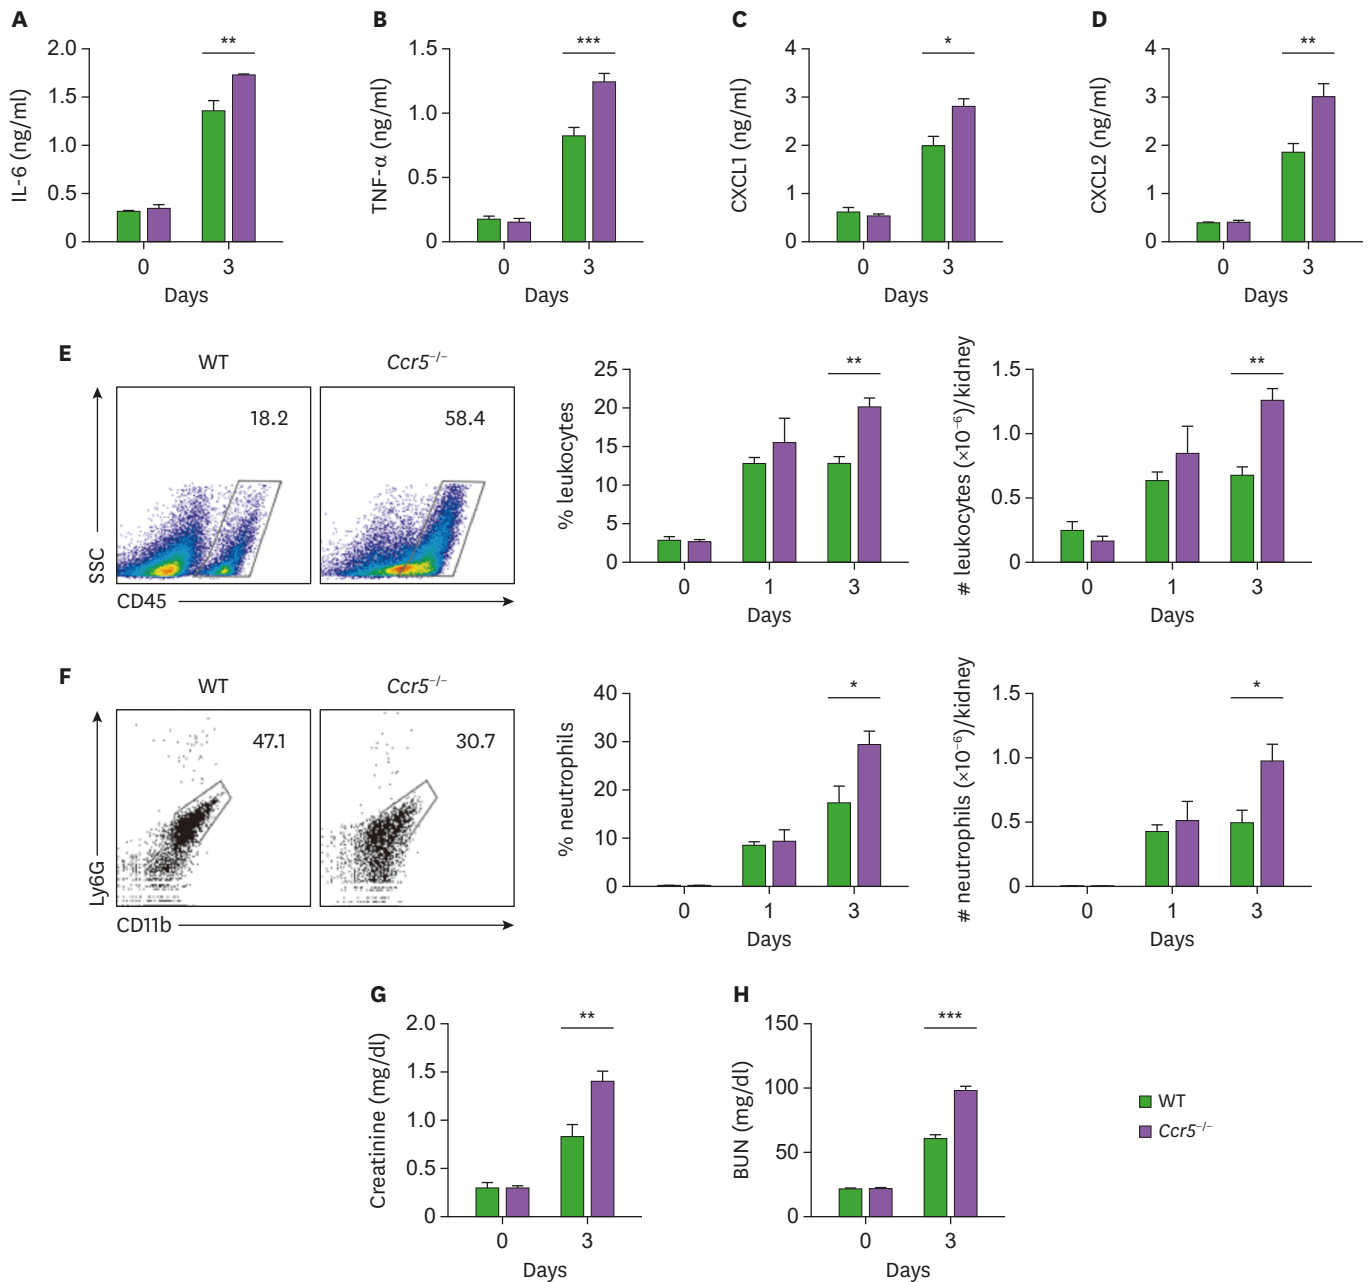 A
IL-6 (ng/ml)
2.0
1.5
1.0
0.5
0
**
0 3
Days
B
TNF-α (ng/ml)
1.5
1.0
0.5
0
***
0 3
Days
C
CXCL1 (ng/ml)
4
3
2
1
0
*
0 3
Days
D
CXCL2 (ng/ml)
4
3
2
1
0
**
0 3
Days
E
WT
Ccr5⁻/⁻
18.2
58.4
SSC
CD45
% leukocytes
25
20
15
10
5
0
**
0 1 3
Days
# leukocytes (×10⁻⁶)/kidney
1.5
1.0
0.5
0
**
0 1 3
Days
F
WT
Ccr5⁻/⁻
47.1
30.7
Ly6G
CD11b
% neutrophils
40
30
20
10
0
*
0 1 3
Days
# neutrophils (×10⁻⁶)/kidney
1.5
1.0
0.5
0
*
0 1 3
Days
G
Creatinine (mg/dl)
2.0
1.5
1.0
0.5
0
**
0 3
Days
H
BUN (mg/dl)
150
100
50
0
***
0 3
Days
WT
Ccr5⁻/⁻